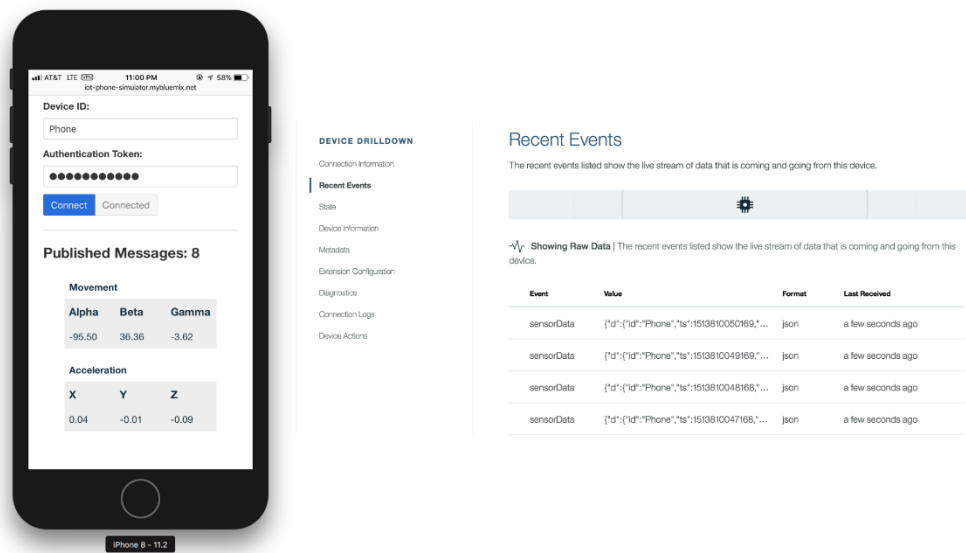 AT&T LTE VPN 11:00 PM 58%
iot-phone-simulator.mybluemix.net
Device ID:
Phone
Authentication Token:
●●●●●●●●●●●
Connect Connected
Published Messages: 8
Movement
Alpha Beta Gamma
-95.50 36.36 -3.62
Acceleration
X Y Z
0.04 -0.01 -0.09
iPhone 8 - 11.2
DEVICE DRILLDOWN
Connection Information
Recent Events
State
Device Information
Metadata
Extension Configuration
Diagnostics
Connection Logs
Device Actions
Recent Events
The recent events listed show the live stream of data that is coming and going from this device.
Showing Raw Data | The recent events listed show the live stream of data that is coming and going from this
device.
Event Value Format Last Received
sensorData {"d":{"id":"Phone","ts":1513810050169,"... json a few seconds ago
sensorData {"d":{"id":"Phone","ts":1513810049169,"... json a few seconds ago
sensorData {"d":{"id":"Phone","ts":1513810048168,"... json a few seconds ago
sensorData {"d":{"id":"Phone","ts":1513810047168,"... json a few seconds ago